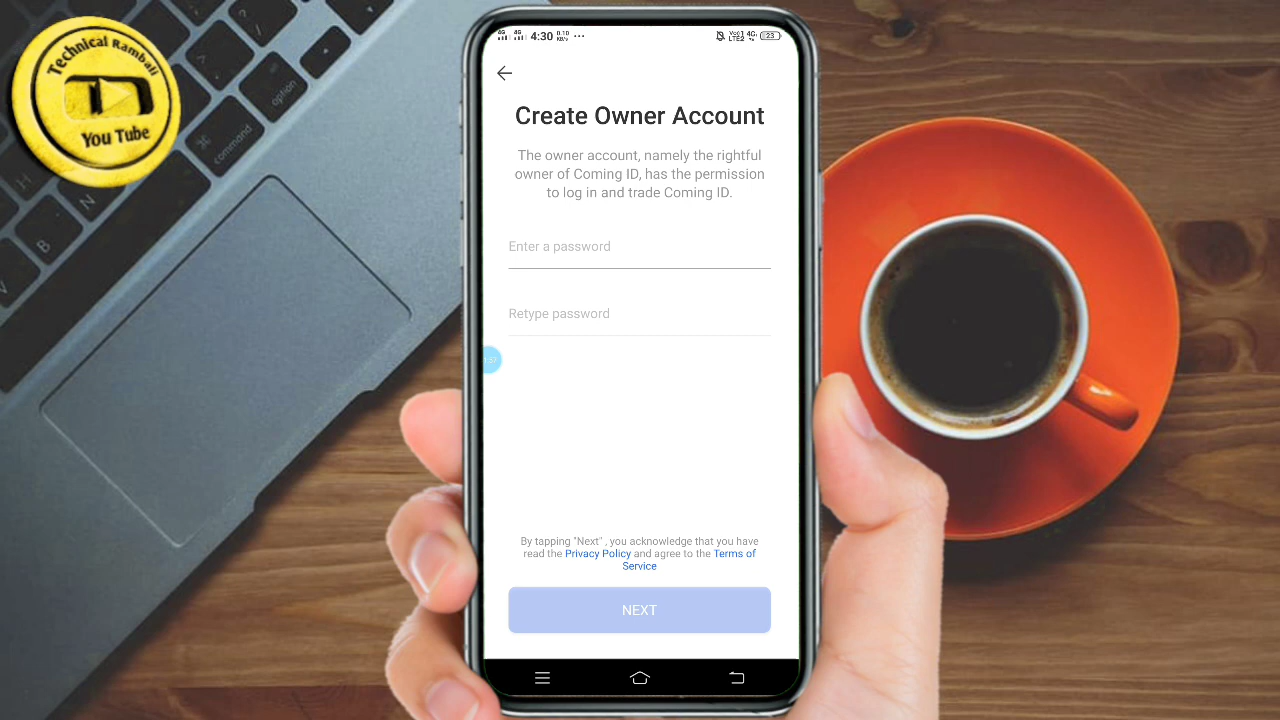 Technical Rambali
You Tube
4:30
Create Owner Account
The owner account, namely the rightful
owner of Coming ID, has the permission
to log in and trade Coming ID.
Enter a password
Retype password
By tapping "Next" , you acknowledge that you have
read the Privacy Policy and agree to the Terms of
Service
NEXT
option
command
N
B
V
H
?